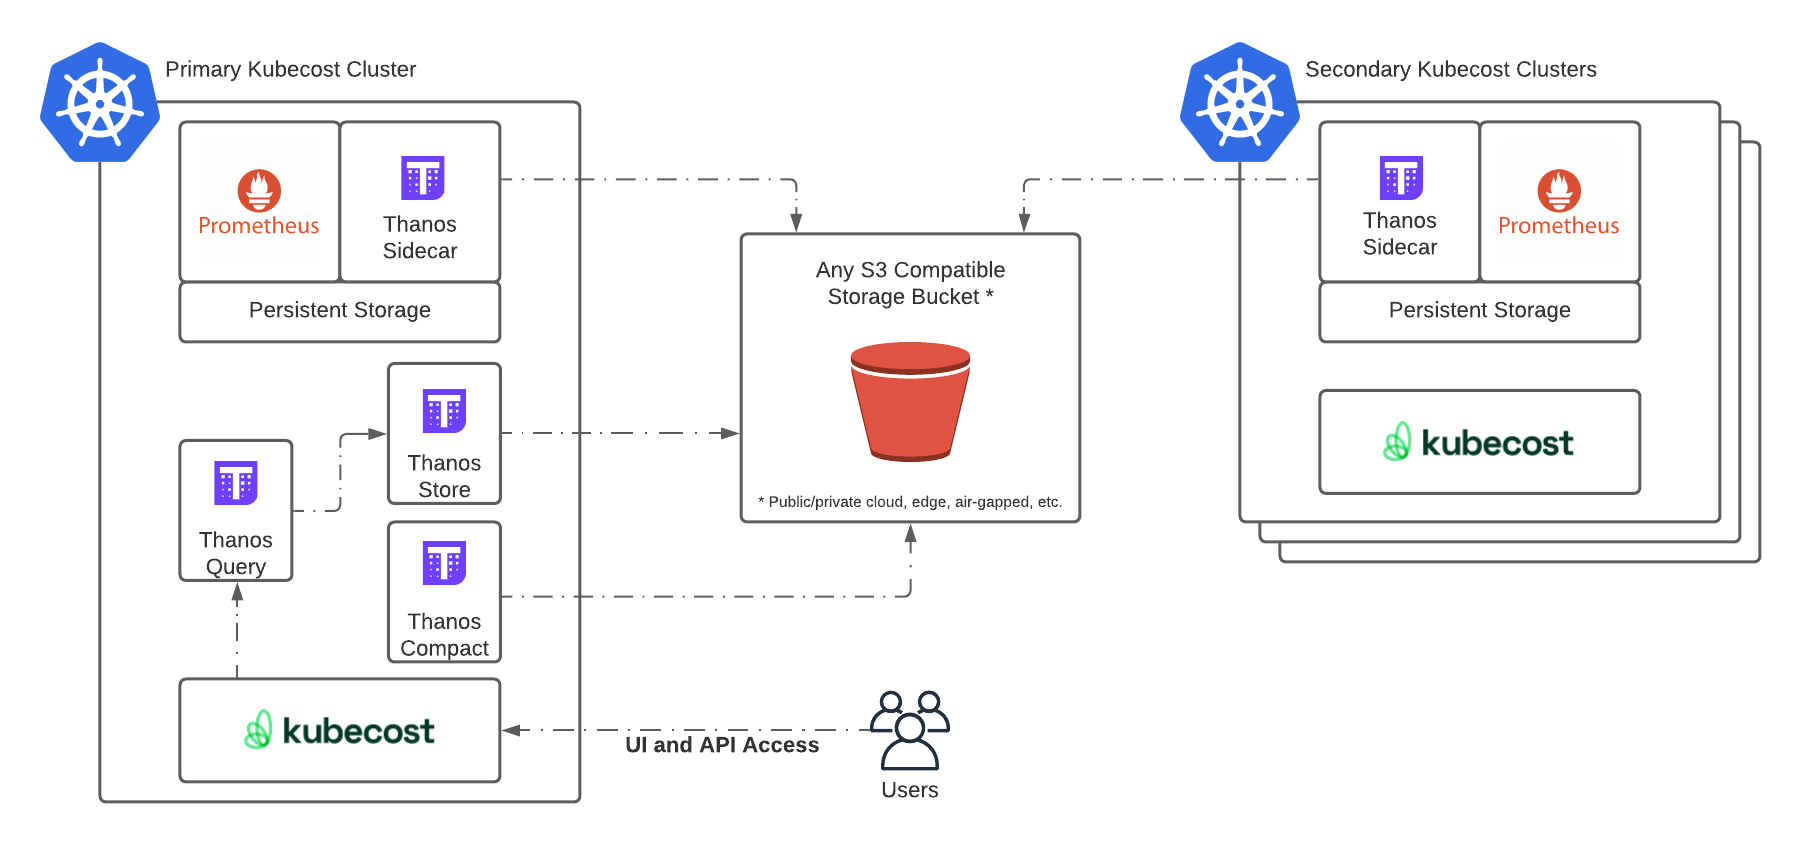 Primary Kubecost Cluster
Prometheus
Thanos
Sidecar
Persistent Storage
Thanos
Store
Thanos
Query
Thanos
Compact
kubecost
Any S3 Compatible
Storage Bucket *
* Public/private cloud, edge, air-gapped, etc.
UI and API Access
Users
Secondary Kubecost Clusters
Thanos
Sidecar
Prometheus
Persistent Storage
kubecost